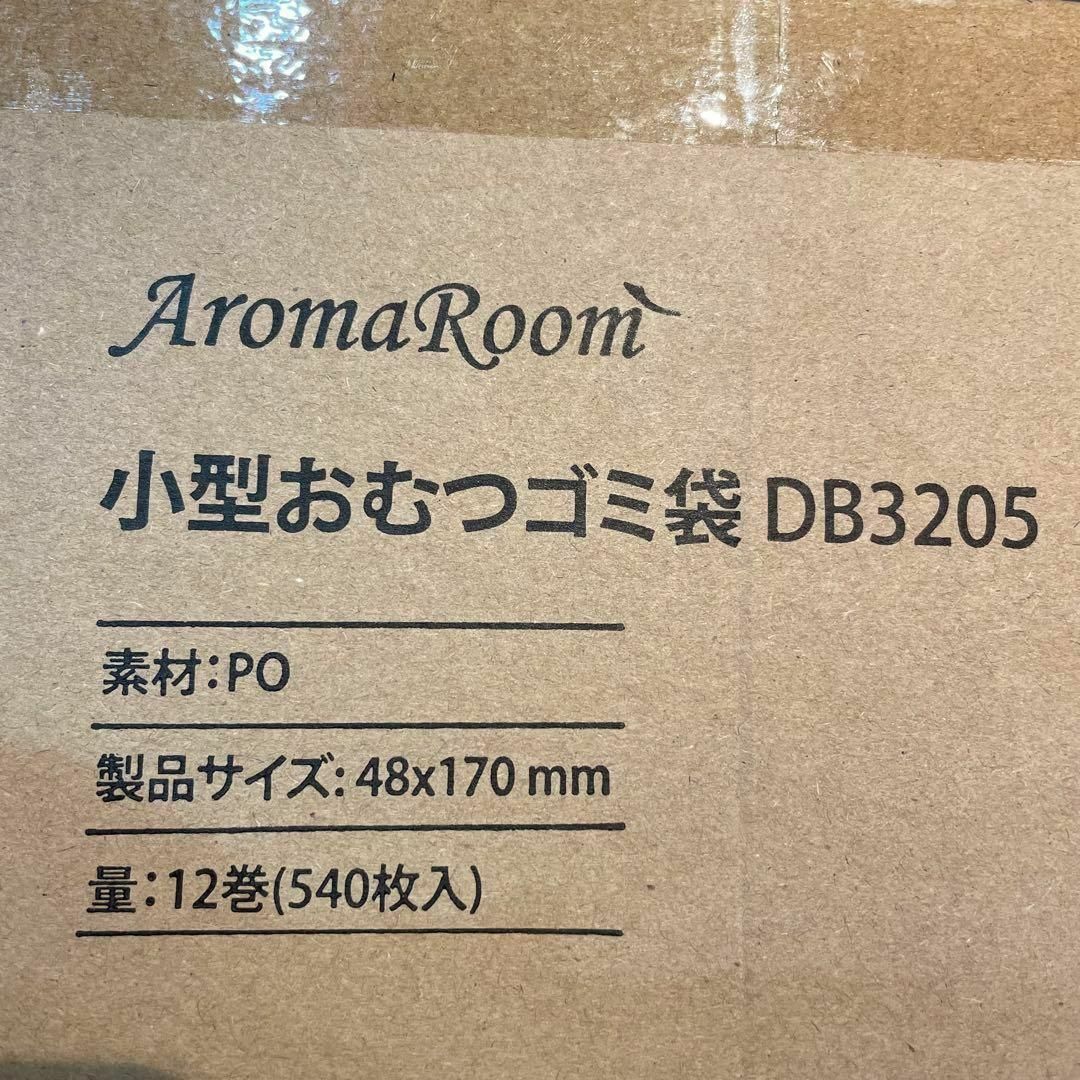 AromaRoom
小型おむつゴミ袋 DB3205
素材：PO
製品サイズ：48x170 mm
量：12巻(540枚入)